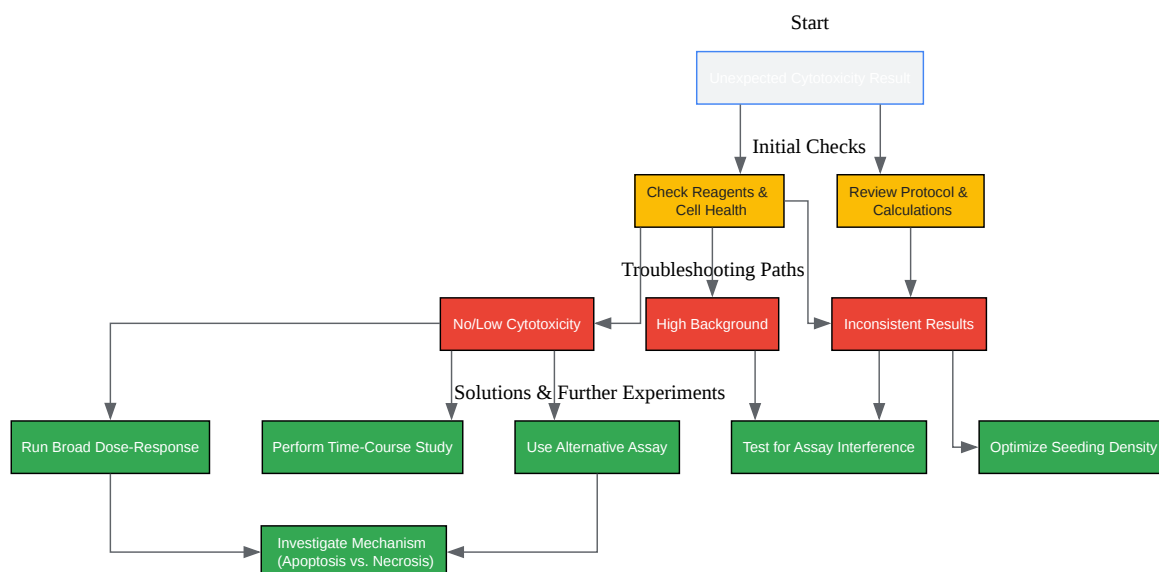 Start
Unexpected Cytotoxicity Result
Initial Checks
Check Reagents &
Cell Health
Review Protocol &
Calculations
Troubleshooting Paths
No/Low Cytotoxicity
High Background
Inconsistent Results
Solutions & Further Experiments
Run Broad Dose-Response
Perform Time-Course Study
Use Alternative Assay
Test for Assay Interference
Optimize Seeding Density
Investigate Mechanism
(Apoptosis vs. Necrosis)